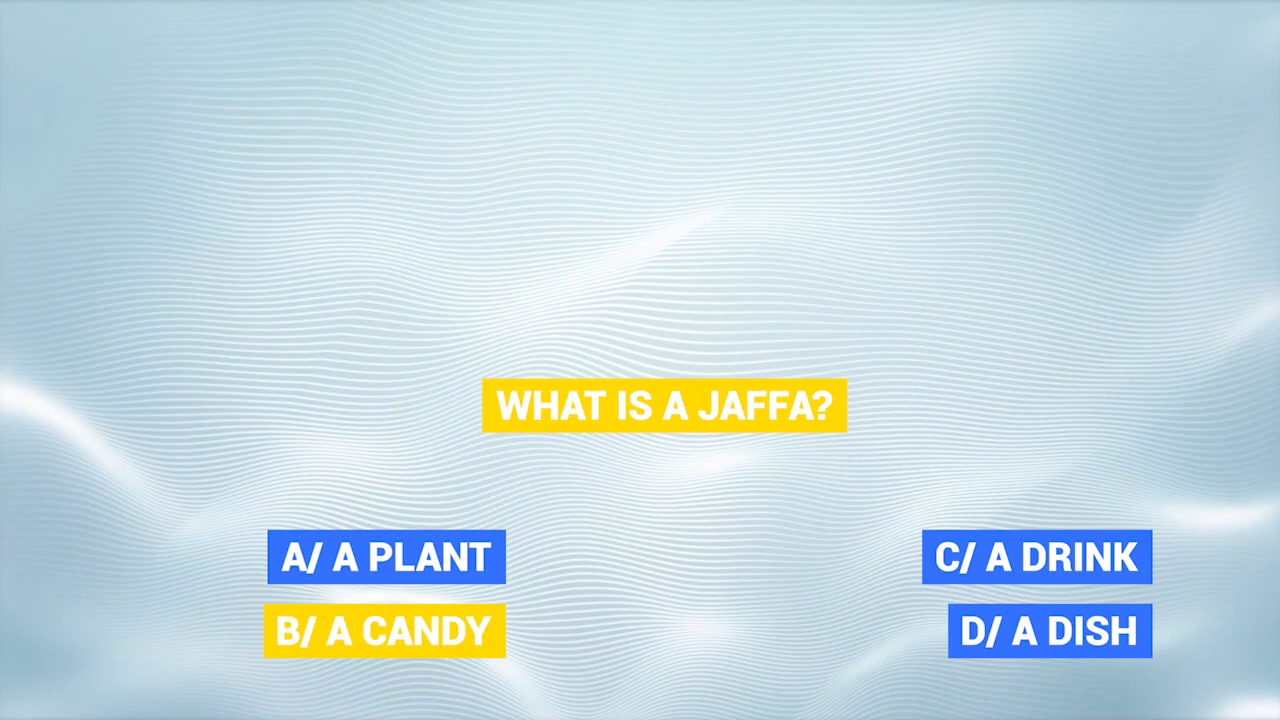 WHAT IS A JAFFA?
A/ A PLANT
B/ A CANDY
C/ A DRINK
D/ A DISH